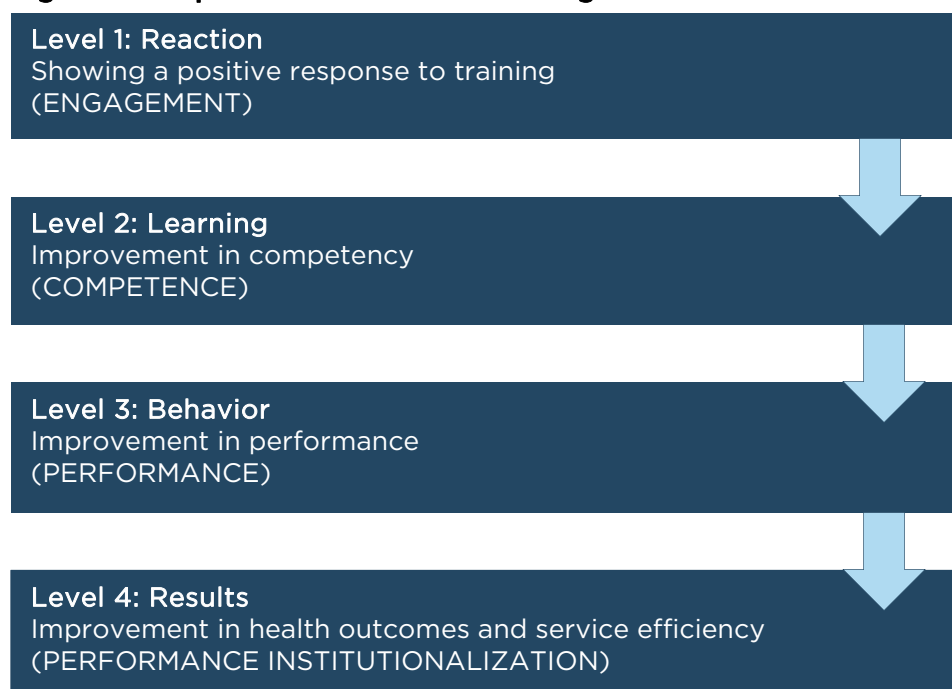 Level 1: Reaction
Showing a positive response to training
(ENGAGEMENT)
Level 2: Learning
Improvement in competency
(COMPETENCE)
Level 3: Behavior
Improvement in performance
(PERFORMANCE)
Level 4: Results
Improvement in health outcomes and service efficiency
(PERFORMANCE INSTITUTIONALIZATION)